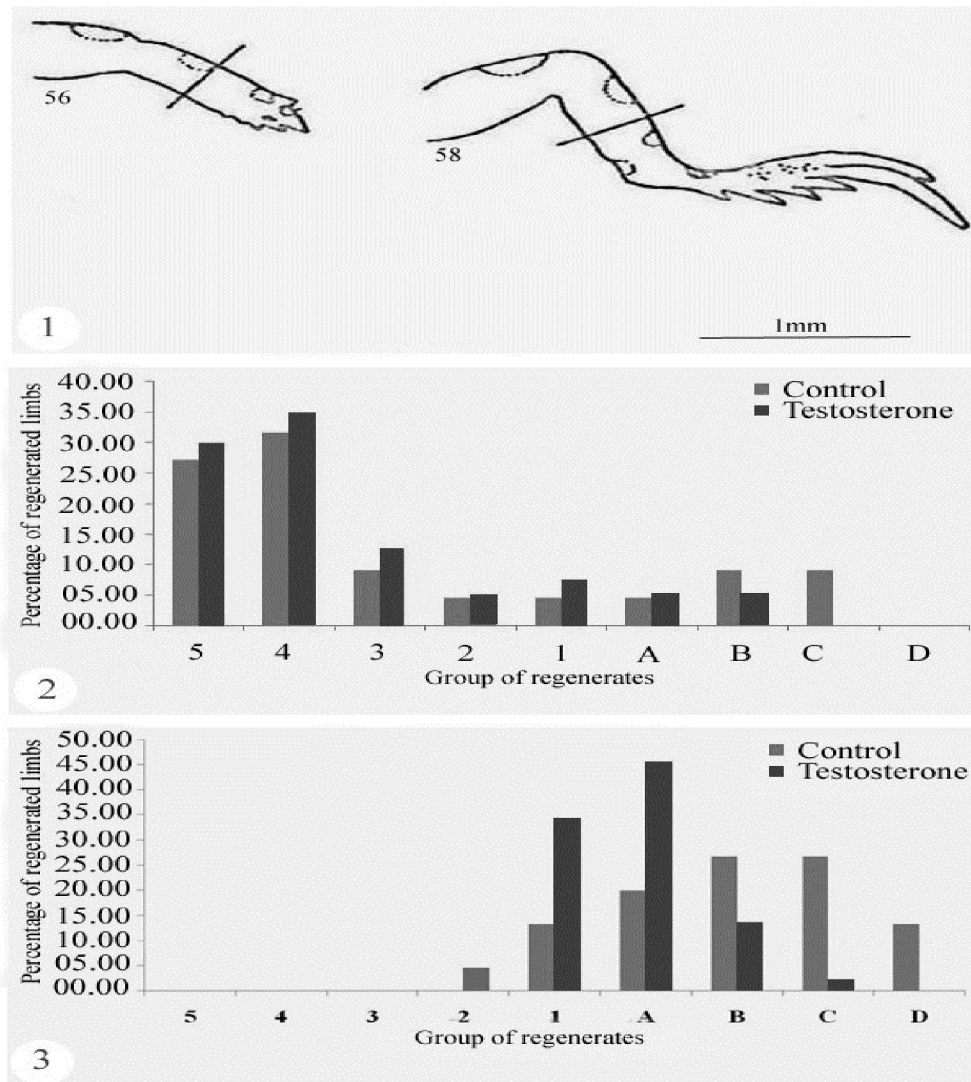 56
58
1mm
1
Percentage of regenerated limbs
40.00
35.00
30.00
25.00
20.00
15.00
10.00
05.00
00.00
Control
Testosterone
5 4 3 2 1 A B C D
Group of regenerates
2
Percentage of regenerated limbs
50.00
45.00
40.00
35.00
30.00
25.00
20.00
15.00
10.00
05.00
00.00
Control
Testosterone
5 4 3 2 1 A B C D
Group of regenerates
3